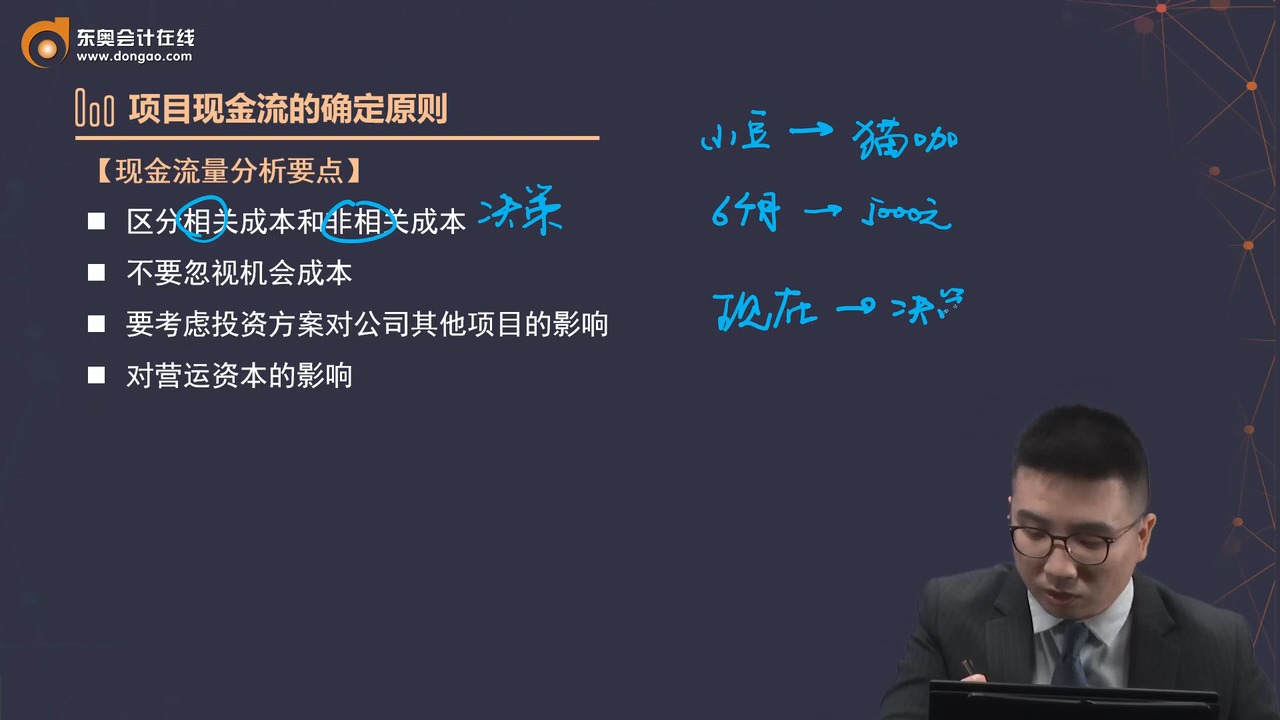 东奥会计在线
www.dongao.com
项目现金流的确定原则
【现金流量分析要点】
区分相关成本和非相关成本 决策
不要忽视机会成本
要考虑投资方案对公司其他项目的影响
对营运资本的影响
小豆 → 猫咖
6个月 → 5000元
现在 → 决